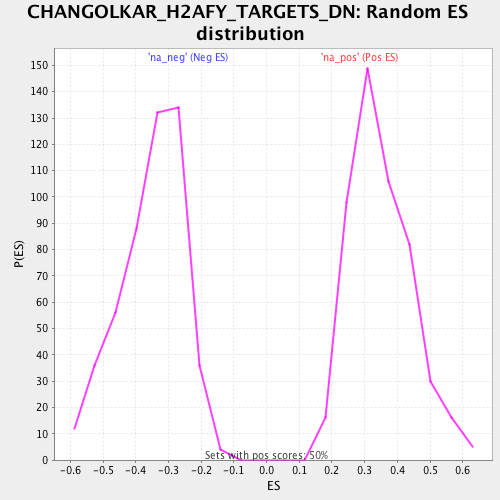 CHANGOLKAR_H2AFY_TARGETS_DN: Random ES
distribution
'na_neg' (Neg ES)
'na_pos' (Pos ES)
P(ES)
150
140
130
120
110
100
90
80
70
60
50
40
30
20
10
0
Sets with pos scores: 50%
-0.6 -0.5 -0.4 -0.3 -0.2 -0.1 0.0 0.1 0.2 0.3 0.4 0.5 0.6
ES